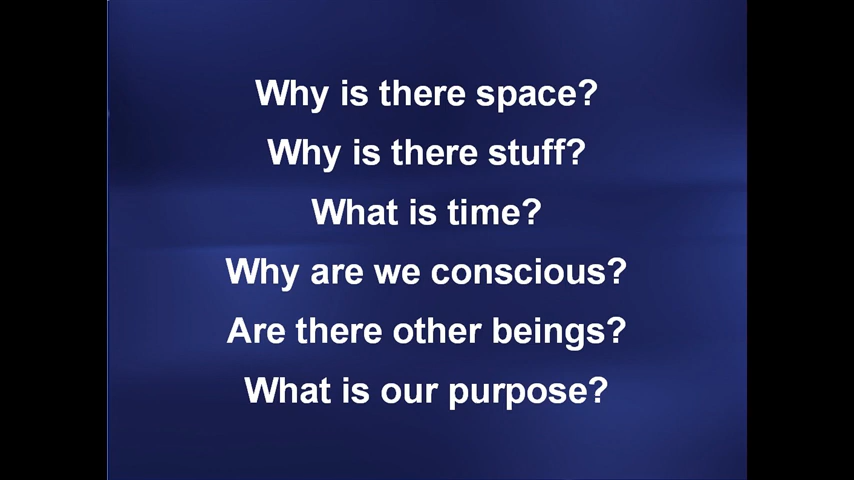 Why is there space?
Why is there stuff?
What is time?
Why are we conscious?
Are there other beings?
What is our purpose?